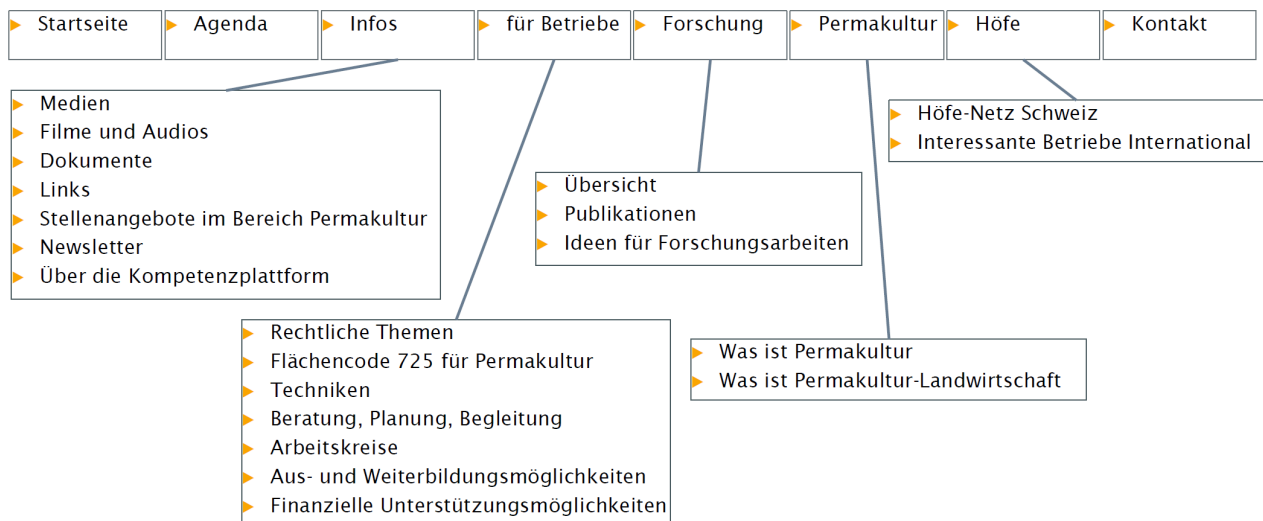 Startseite
Agenda
Infos
für Betriebe
Forschung
Permakultur
Höfe
Kontakt
Medien
Filme und Audios
Dokumente
Links
Stellenangebote im Bereich Permakultur
Newsletter
Über die Kompetenzplattform
Rechtliche Themen
Flächencode 725 für Permakultur
Techniken
Beratung, Planung, Begleitung
Arbeitskreise
Aus- und Weiterbildungsmöglichkeiten
Finanzielle Unterstützungsmöglichkeiten
Übersicht
Publikationen
Ideen für Forschungsarbeiten
Was ist Permakultur
Was ist Permakultur-Landwirtschaft
Höfe-Netz Schweiz
Interessante Betriebe International